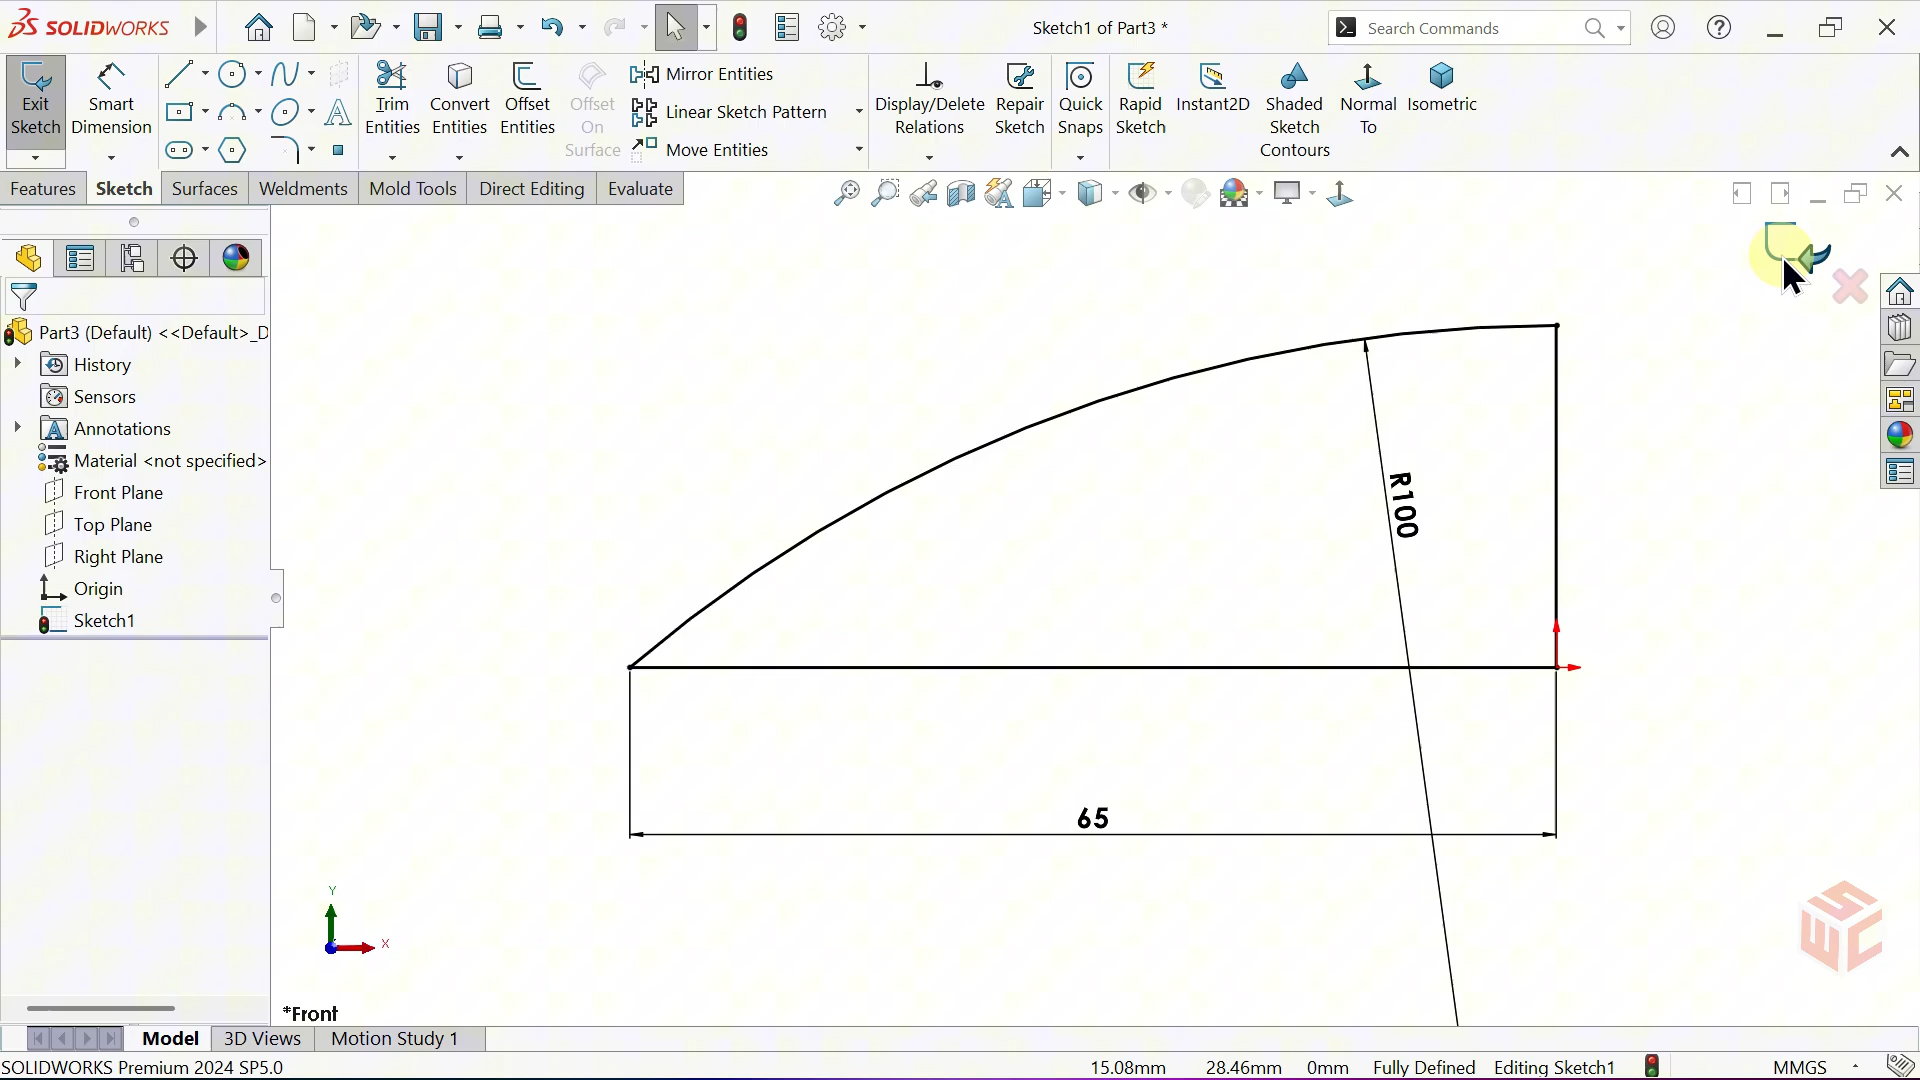 SOLIDWORKS
Sketch1 of Part3 *
Search Commands
Exit Sketch
Smart Dimension
Trim Entities
Convert Entities
Offset Entities
Offset On Surface
Mirror Entities
Linear Sketch Pattern
Move Entities
Display/Delete Relations
Repair Sketch
Quick Snaps
Rapid Sketch
Instant2D
Shaded Sketch Contours
Normal To
Isometric
Features
Sketch
Surfaces
Weldments
Mold Tools
Direct Editing
Evaluate
Part3 (Default) <<Default>_D
History
Sensors
Annotations
Material <not specified>
Front Plane
Top Plane
Right Plane
Origin
Sketch1
R100
65
Y
X
*Front
SWC
Model
3D Views
Motion Study 1
SOLIDWORKS Premium 2024 SP5.0
15.08mm
28.46mm
0mm
Fully Defined
Editing Sketch1
MMGS